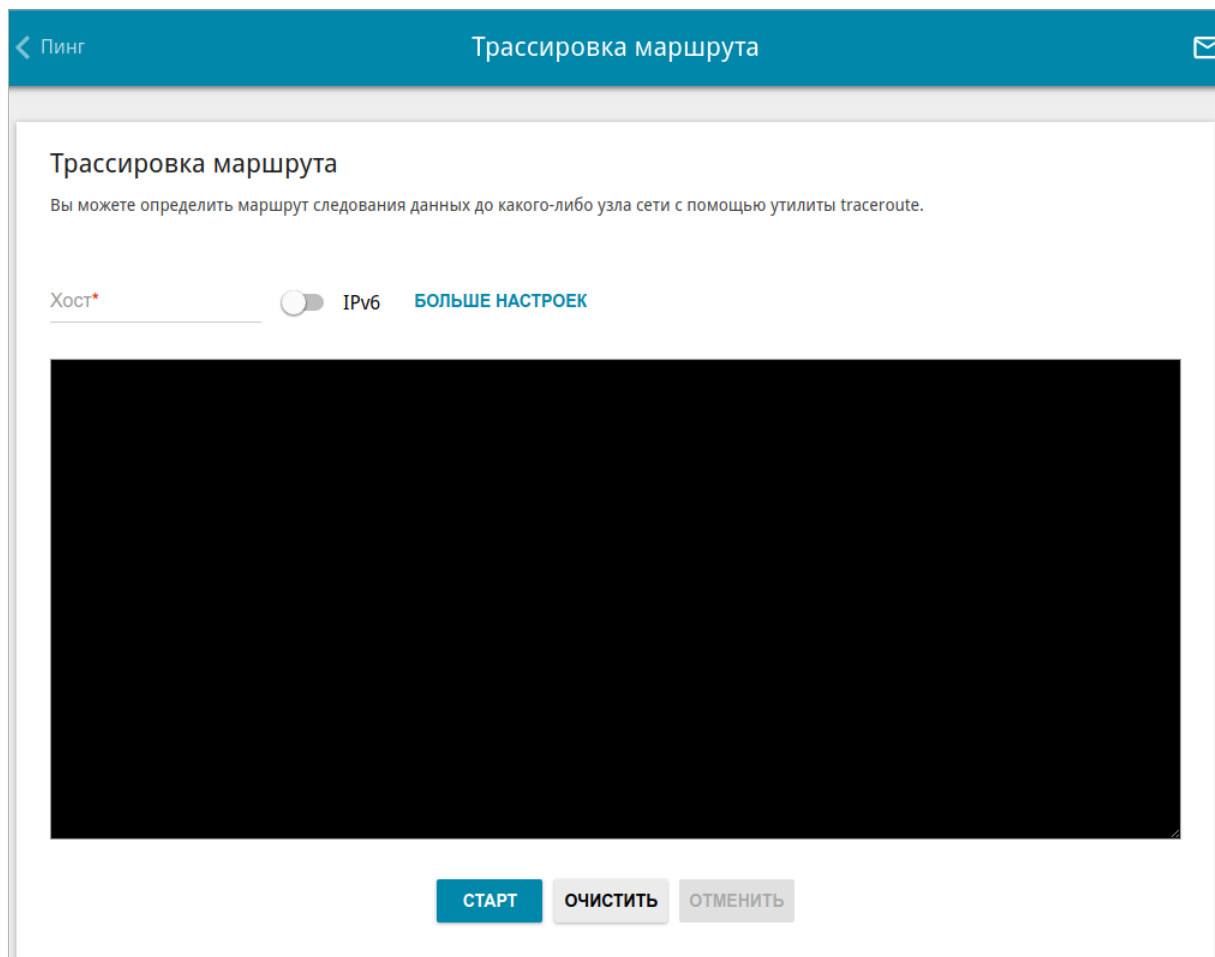 Пинг
Трассировка маршрута
Трассировка маршрута
Вы можете определить маршрут следования данных до какого-либо узла сети с помощью утилиты traceroute.
Хост* IPv6 БОЛЬШЕ НАСТРОЕК
СТАРТ ОЧИСТИТЬ ОТМЕНИТЬ